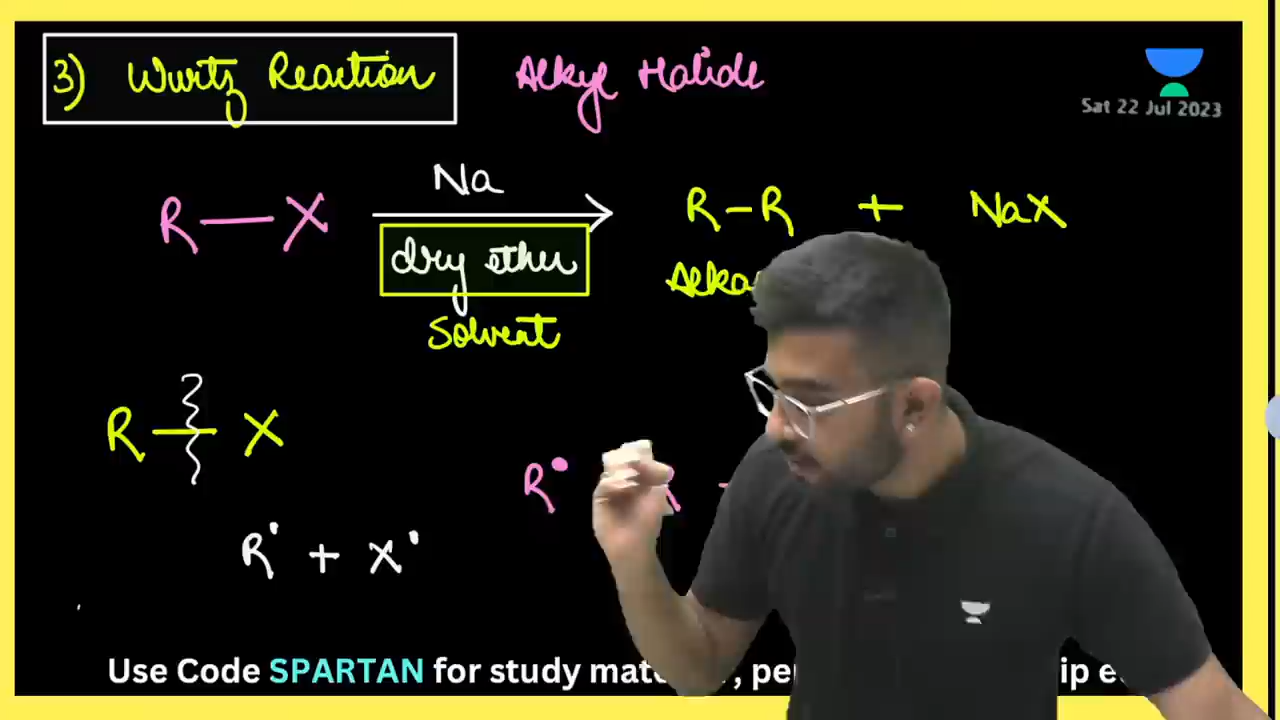 3) Wurtz Reaction Alkyl Halide
Sat 22 Jul 2023
Na
R — X R – R + NaX
dry ether
Solvent
R — X
R•
R• + X•
Use Code SPARTAN for study